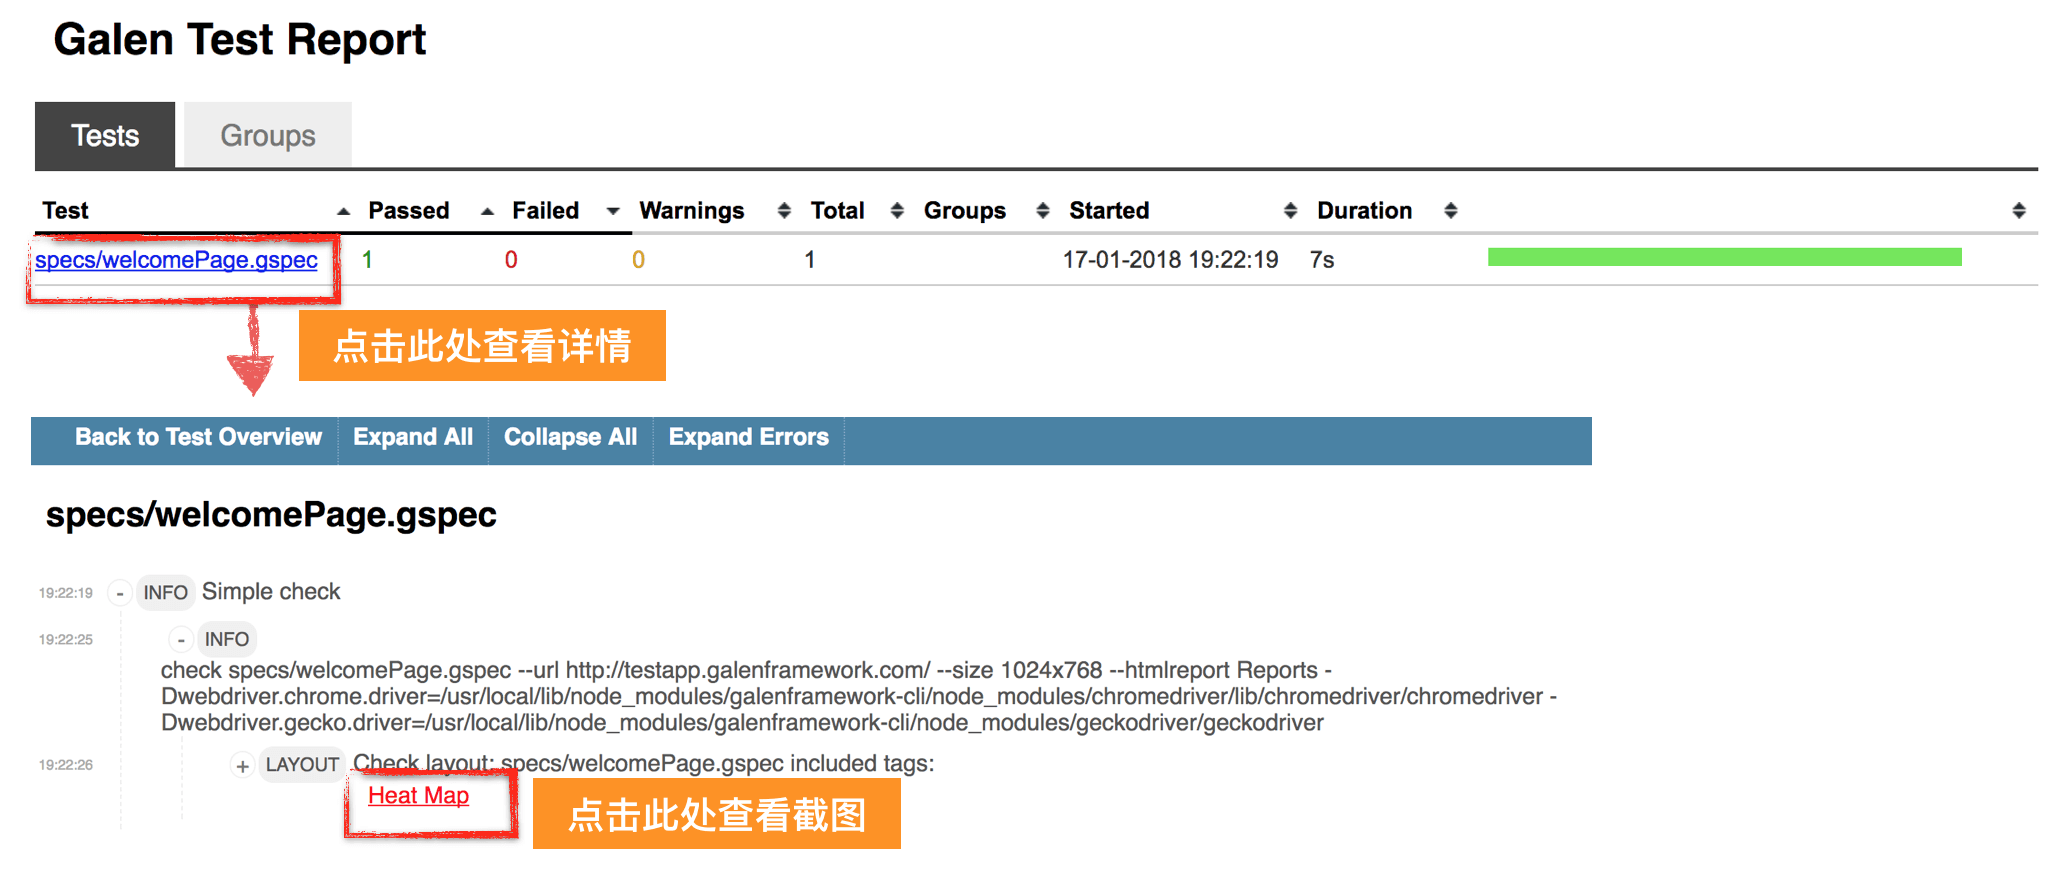 Galen Test Report
Tests Groups
Test Passed Failed Warnings Total Groups Started Duration
specs/welcomePage.gspec 1 0 0 1 17-01-2018 19:22:19 7s
点击此处查看详情
Back to Test Overview Expand All Collapse All Expand Errors
specs/welcomePage.gspec
19:22:19 - INFO Simple check
19:22:25 - INFO
check specs/welcomePage.gspec --url http://testapp.galenframework.com/ --size 1024x768 --htmlreport Reports -
Dwebdriver.chrome.driver=/usr/local/lib/node_modules/galenframework-cli/node_modules/chromedriver/lib/chromedriver/chromedriver -
Dwebdriver.gecko.driver=/usr/local/lib/node_modules/galenframework-cli/node_modules/geckodriver/geckodriver
19:22:26 + LAYOUT Check layout: specs/welcomePage.gspec included tags:
Heat Map
点击此处查看截图